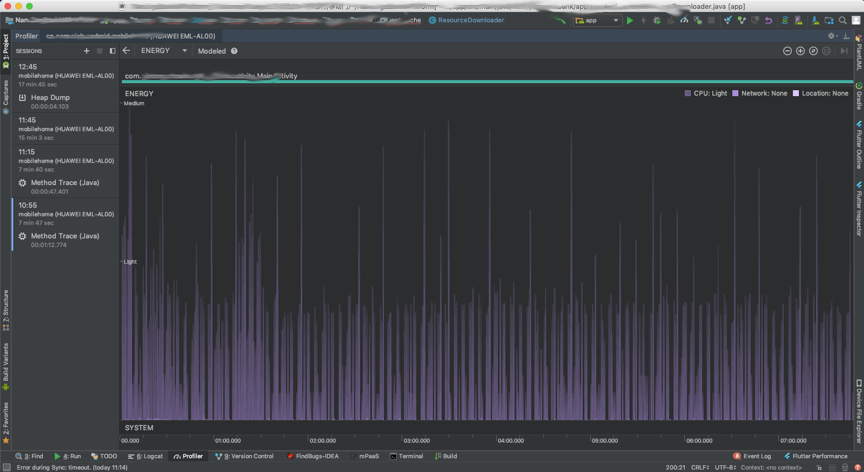 ownloader.java [app]
Nan
ResourceDownloader
app
Profiler
SESSIONS
ENERGY
Modeled
12:45
mobilehome (HUAWEI EML-AL00)
17 min 45 sec
Heap Dump
00:00:04.103
11:45
mobilehome (HUAWEI EML-AL00)
15 min 3 sec
11:15
mobilehome (HUAWEI EML-AL00)
7 min 40 sec
Method Trace (Java)
00:00:47.401
10:55
mobilehome (HUAWEI EML-AL00)
7 min 47 sec
Method Trace (Java)
00:01:12.774
com.
ENERGY
CPU: Light
Network: None
Location: None
Medium
Light
SYSTEM
00.000
01:00.000
02:00.000
03:00.000
04:00.000
05:00.000
06:00.000
07:00.000
1: Project
Captures
7: Structure
Build Variants
2: Favorites
PlantUML
Gradle
Flutter Outline
Flutter Inspector
Device File Explorer
3: Find
4: Run
TODO
6: Logcat
Profiler
9: Version Control
FindBugs-IDEA
mPaaS
Terminal
Build
Event Log
Flutter Performance
Error during Sync: timeout. (today 11:14)
200:21
CRLF
UTF-8
Context: <no context>